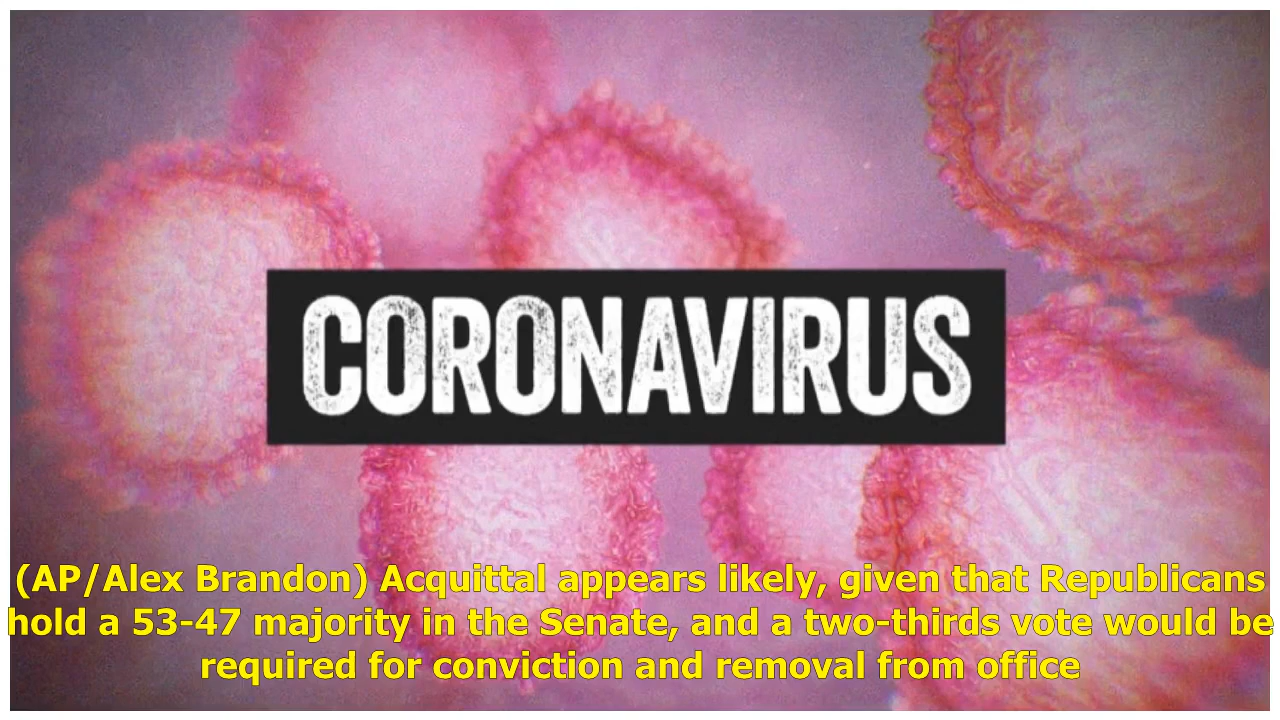 CORONAVIRUS
(AP/Alex Brandon) Acquittal appears likely, given that Republicans
hold a 53-47 majority in the Senate, and a two-thirds vote would be
required for conviction and removal from office